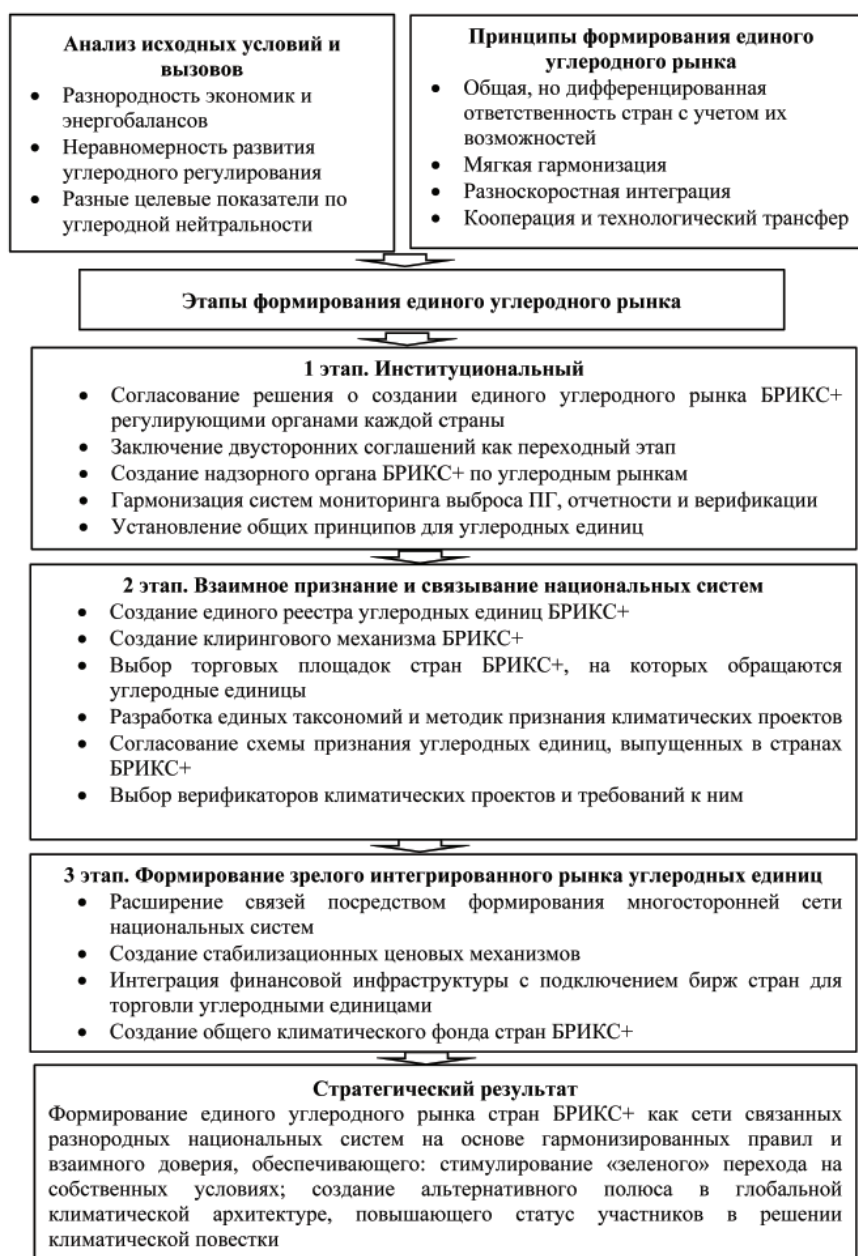 Анализ исходных условий и
вызовов
• Разнородность экономик и
энергобалансов
• Неравномерность развития
углеродного регулирования
• Разные целевые показатели по
углеродной нейтральности
Принципы формирования единого
углеродного рынка
• Общая, но дифференцированная
ответственность стран с учетом их
возможностей
• Мягкая гармонизация
• Разноскоростная интеграция
• Кооперация и технологический трансфер
Этапы формирования единого углеродного рынка
1 этап. Институциональный
• Согласование решения о создании единого углеродного рынка БРИКС+
регулирующими органами каждой страны
• Заключение двусторонних соглашений как переходный этап
• Создание надзорного органа БРИКС+ по углеродным рынкам
• Гармонизация систем мониторинга выброса ПГ, отчетности и верификации
• Установление общих принципов для углеродных единиц
2 этап. Взаимное признание и связывание национальных систем
• Создание единого реестра углеродных единиц БРИКС+
• Создание клирингового механизма БРИКС+
• Выбор торговых площадок стран БРИКС+, на которых обращаются
углеродные единицы
• Разработка единых таксономий и методик признания климатических проектов
• Согласование схемы признания углеродных единиц, выпущенных в странах
БРИКС+
• Выбор верификаторов климатических проектов и требований к ним
3 этап. Формирование зрелого интегрированного рынка углеродных единиц
• Расширение связей посредством формирования многосторонней сети
национальных систем
• Создание стабилизационных ценовых механизмов
• Интеграция финансовой инфраструктуры с подключением бирж стран для
торговли углеродными единицами
• Создание общего климатического фонда стран БРИКС+
Стратегический результат
Формирование единого углеродного рынка стран БРИКС+ как сети связанных
разнородных национальных систем на основе гармонизированных правил и
взаимного доверия, обеспечивающего: стимулирование «зеленого» перехода на
собственных условиях; создание альтернативного полюса в глобальной
климатической архитектуре, повышающего статус участников в решении
климатической повестки